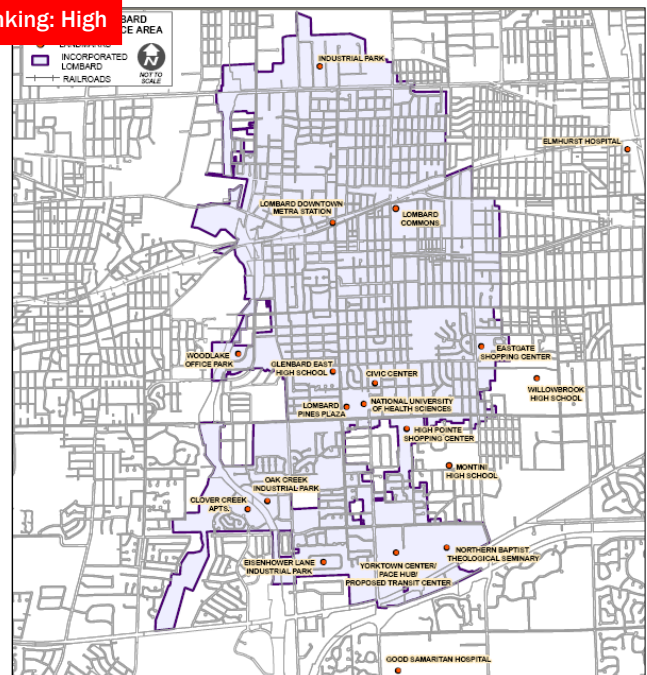 nking: High
BARD
CE AREA
LANDMARKS
INCORPORATED
LOMBARD
RAILROADS
N
NOT TO
SCALE
INDUSTRIAL PARK
ELMHURST HOSPITAL
LOMBARD DOWNTOWN
METRA STATION
LOMBARD
COMMONS
WOODLAKE
OFFICE PARK
GLENBARD EAST
HIGH SCHOOL
CIVIC CENTER
EASTGATE
SHOPPING CENTER
WILLOWBROOK
HIGH SCHOOL
LOMBARD
PINES PLAZA
NATIONAL UNIVERSITY
OF HEALTH SCIENCES
HIGH POINTE
SHOPPING CENTER
MONTINI
HIGH SCHOOL
OAK CREEK
INDUSTRIAL PARK
CLOVER CREEK
APTS.
EISENHOWER LANE
INDUSTRIAL PARK
YORKTOWN CENTER/
PACE HUB/
PROPOSED TRANSIT CENTER
NORTHERN BAPTIST
THEOLOGICAL SEMINARY
GOOD SAMARITAN HOSPITAL